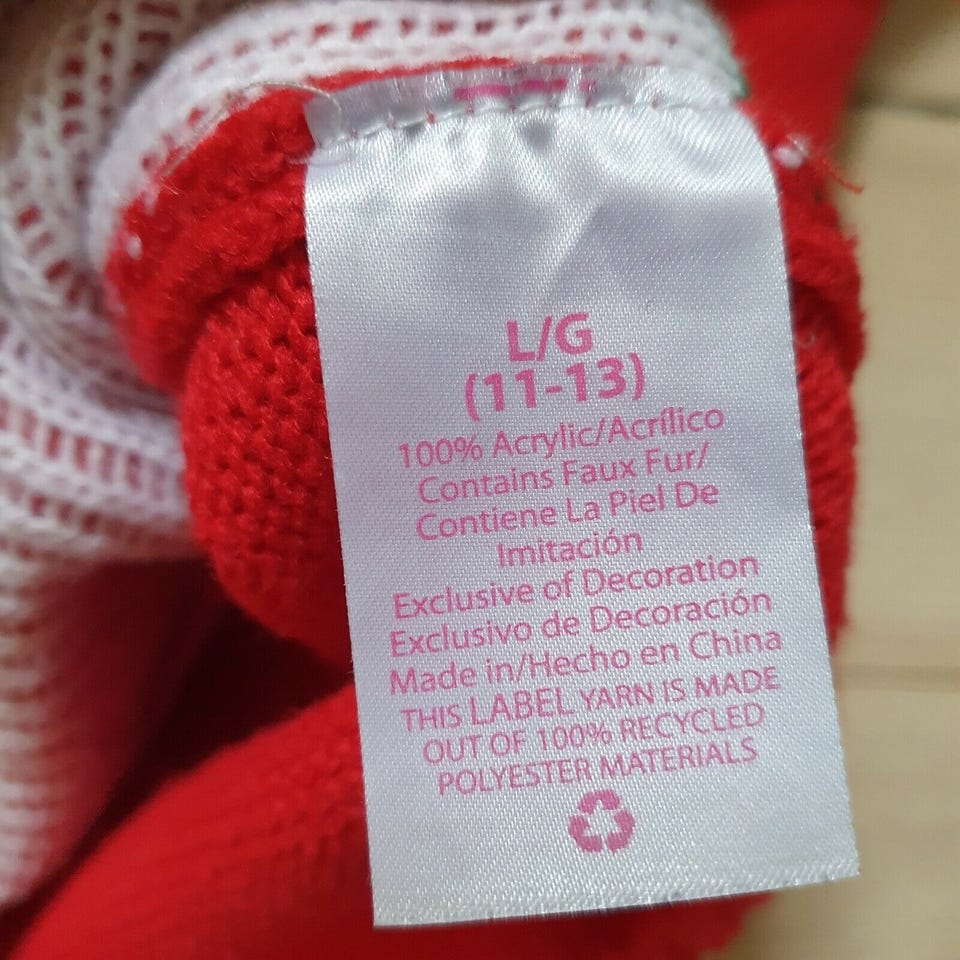 L/G
(11-13)
100% Acrylic/Acrílico
Contains Faux Fur/
Contiene La Piel De
Imitación
Exclusive of Decoration
Exclusivo de Decoración
Made in/Hecho en China
THIS LABEL YARN IS MADE
OUT OF 100% RECYCLED
POLYESTER MATERIALS